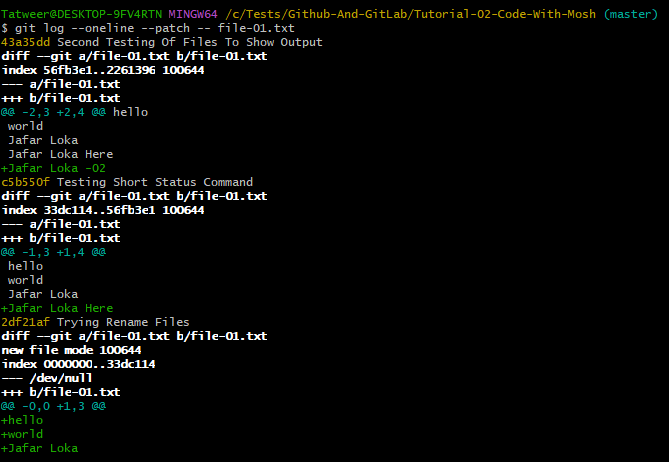 Tatweer@DESKTOP-9FV4RTN MINGW64 /c/Tests/Github-And-GitLab/Tutorial-02-Code-With-Mosh (master)
$ git log --oneline --patch -- file-01.txt
43a35dd Second Testing Of Files To Show Output
diff --git a/file-01.txt b/file-01.txt
index 56fb3e1..2261396 100644
--- a/file-01.txt
+++ b/file-01.txt
@@ -2,3 +2,4 @@ hello
 world
 Jafar Loka
 Jafar Loka Here
+Jafar Loka -02
c5b550f Testing Short Status Command
diff --git a/file-01.txt b/file-01.txt
index 33dc114..56fb3e1 100644
--- a/file-01.txt
+++ b/file-01.txt
@@ -1,3 +1,4 @@
 hello
 world
 Jafar Loka
+Jafar Loka Here
2df21af Trying Rename Files
diff --git a/file-01.txt b/file-01.txt
new file mode 100644
index 0000000..33dc114
--- /dev/null
+++ b/file-01.txt
@@ -0,0 +1,3 @@
+hello
+world
+Jafar Loka